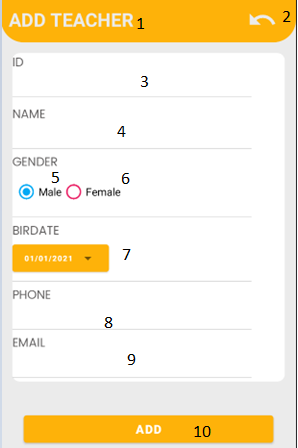 ADD TEACHER 1 2
ID
3
NAME
4
GENDER
5 6
Male Female
BIRDATE
01/01/2021 7
PHONE
8
EMAIL
9
ADD 10